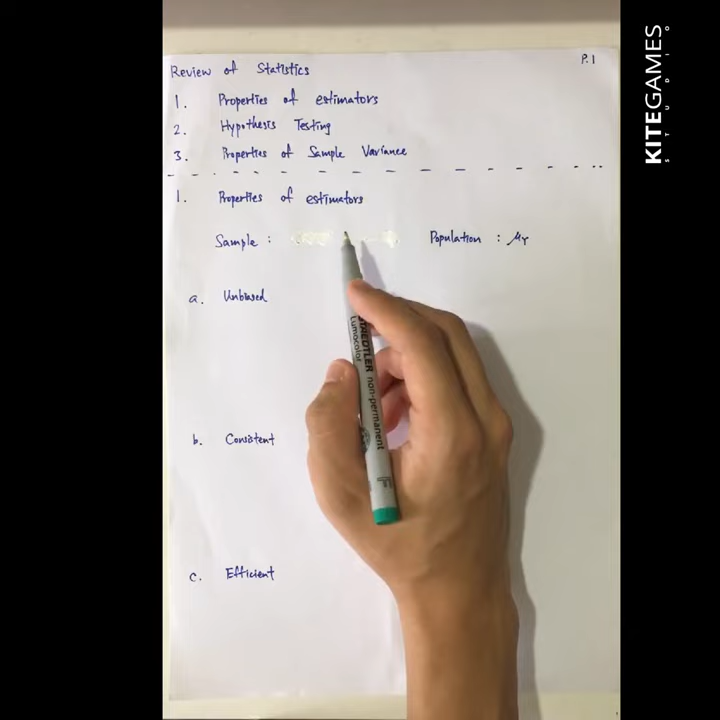 P.1
Review of Statistics
1. Properties of estimators
2. Hypothesis Testing
3. Properties of Sample Variance
1. Properties of estimators
Sample : Population : μY
a. Unbiased
b. Consistent
c. Efficient
STAEDTLER
Lumocolor non-permanent
F
KITEGAMES
STUDIO